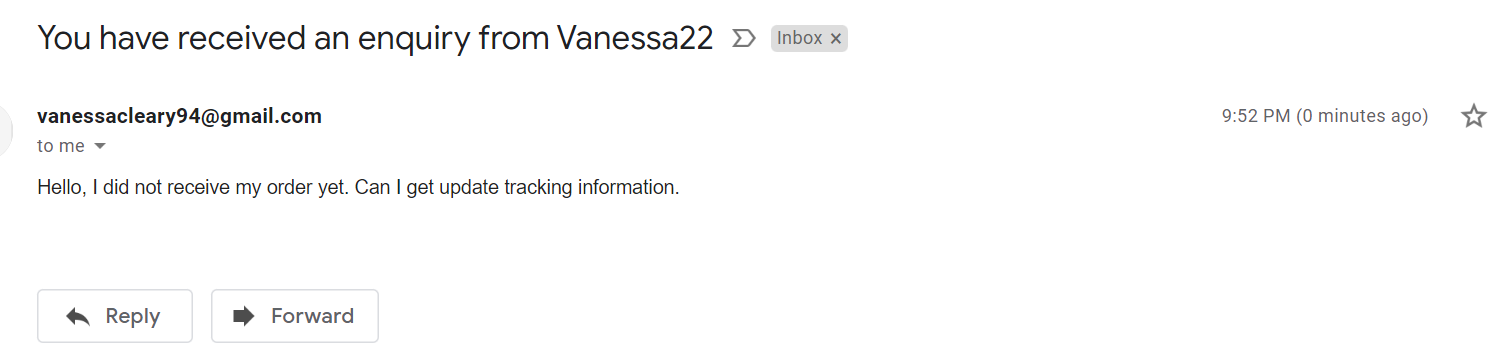 You have received an enquiry from Vanessa22 Inbox ×
vanessacleary94@gmail.com 9:52 PM (0 minutes ago)
to me
Hello, I did not receive my order yet. Can I get update tracking information.
Reply Forward